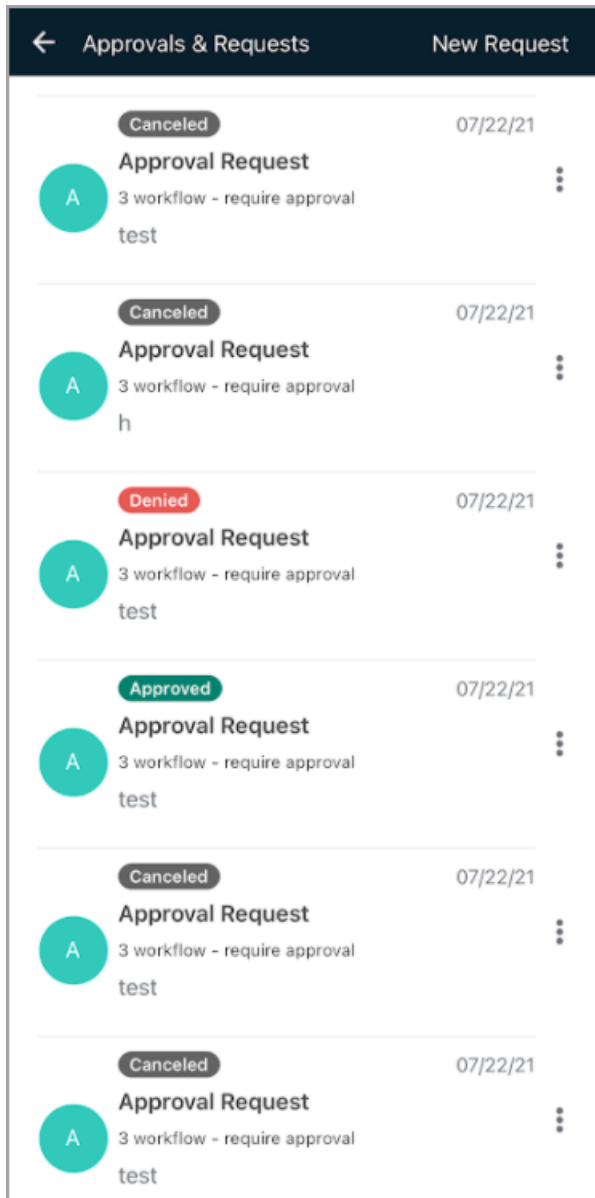 Approvals & Requests New Request
Canceled 07/22/21
Approval Request
A
3 workflow - require approval
test
Canceled 07/22/21
Approval Request
A
3 workflow - require approval
h
Denied 07/22/21
Approval Request
A
3 workflow - require approval
test
Approved 07/22/21
Approval Request
A
3 workflow - require approval
test
Canceled 07/22/21
Approval Request
A
3 workflow - require approval
test
Canceled 07/22/21
Approval Request
A
3 workflow - require approval
test